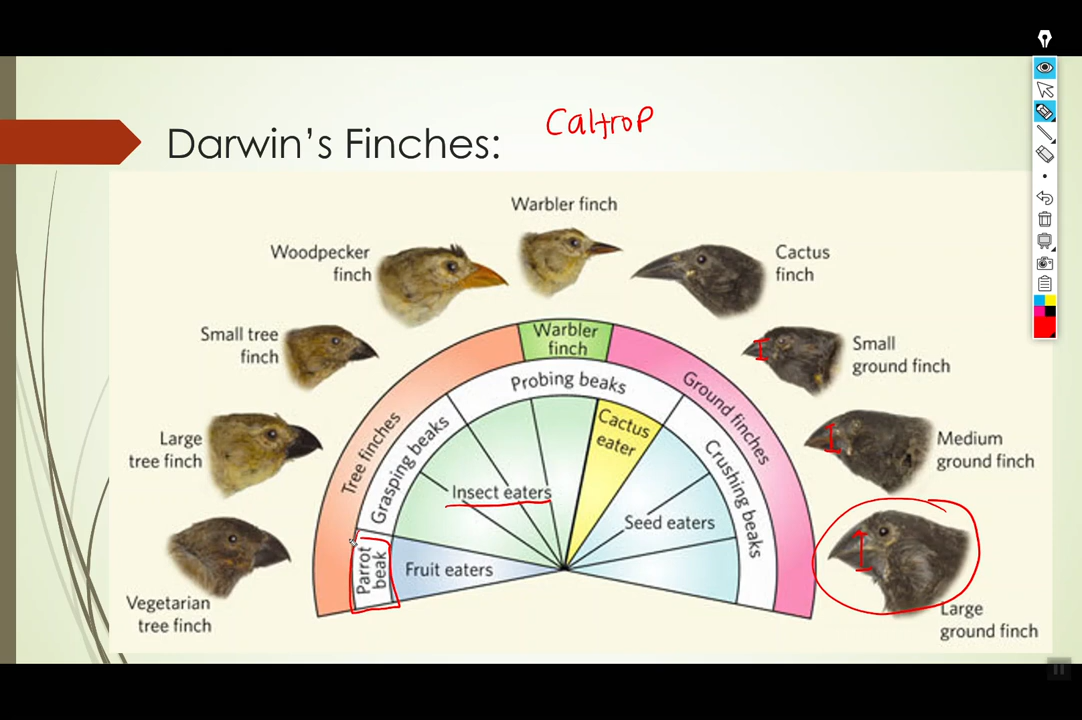 Caltrop
Darwin's Finches:
Warbler finch
Woodpecker
finch
Cactus
finch
Small tree
finch
Small
ground finch
Large
tree finch
Medium
ground finch
Vegetarian
tree finch
Large
ground finch
Tree finches
Warbler
finch
Ground finches
Parrot
beak
Grasping beaks
Probing beaks
Crushing beaks
Fruit eaters
Insect eaters
Cactus
eater
Seed eaters